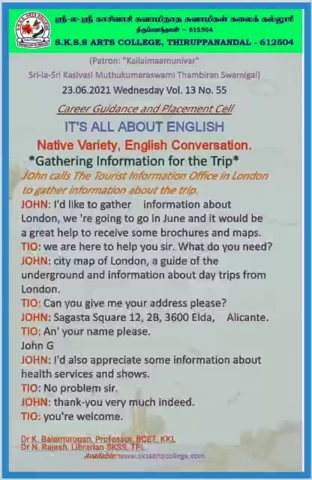 ஸ்ரீ-ல-ஸ்ரீ காசிவாசி சுவாமிநாத சுவாமிகள் கலைக் கல்லூரி
திருப்பனந்தாள் – 612504
S.K.S.S ARTS COLLEGE, THIRUPPANANDAL - 612504
(Patron: "Kailaimaamunivar"
Sri-la-Sri Kasivasi Muthukumaraswami Thambiran Swamigal)
23.06.2021 Wednesday Vol. 13 No. 55
Career Guidance and Placement Cell
IT'S ALL ABOUT ENGLISH
Native Variety, English Conversation.
*Gathering Information for the Trip*
John calls The Tourist Information Office in London
to gather information about the trip.
JOHN: I'd like to gather information about
London, we 're going to go in June and it would be
a great help to receive some brochures and maps.
TIO: we are here to help you sir. What do you need?
JOHN: city map of London, a guide of the
underground and information about day trips from
London.
TIO: Can you give me your address please?
JOHN: Sagasta Square 12, 2B, 3600 Elda, Alicante.
TIO: An' your name please.
John G
JOHN: I'd also appreciate some information about
health services and shows.
TIO: No problem sir.
JOHN: thank-you very much indeed.
TIO: you're welcome.
Dr K. Balamurugan, Professor, BCET, KKL
Dr N. Rajesh. Librarian SKSS, TPL
Available: www.skssartscollege.com